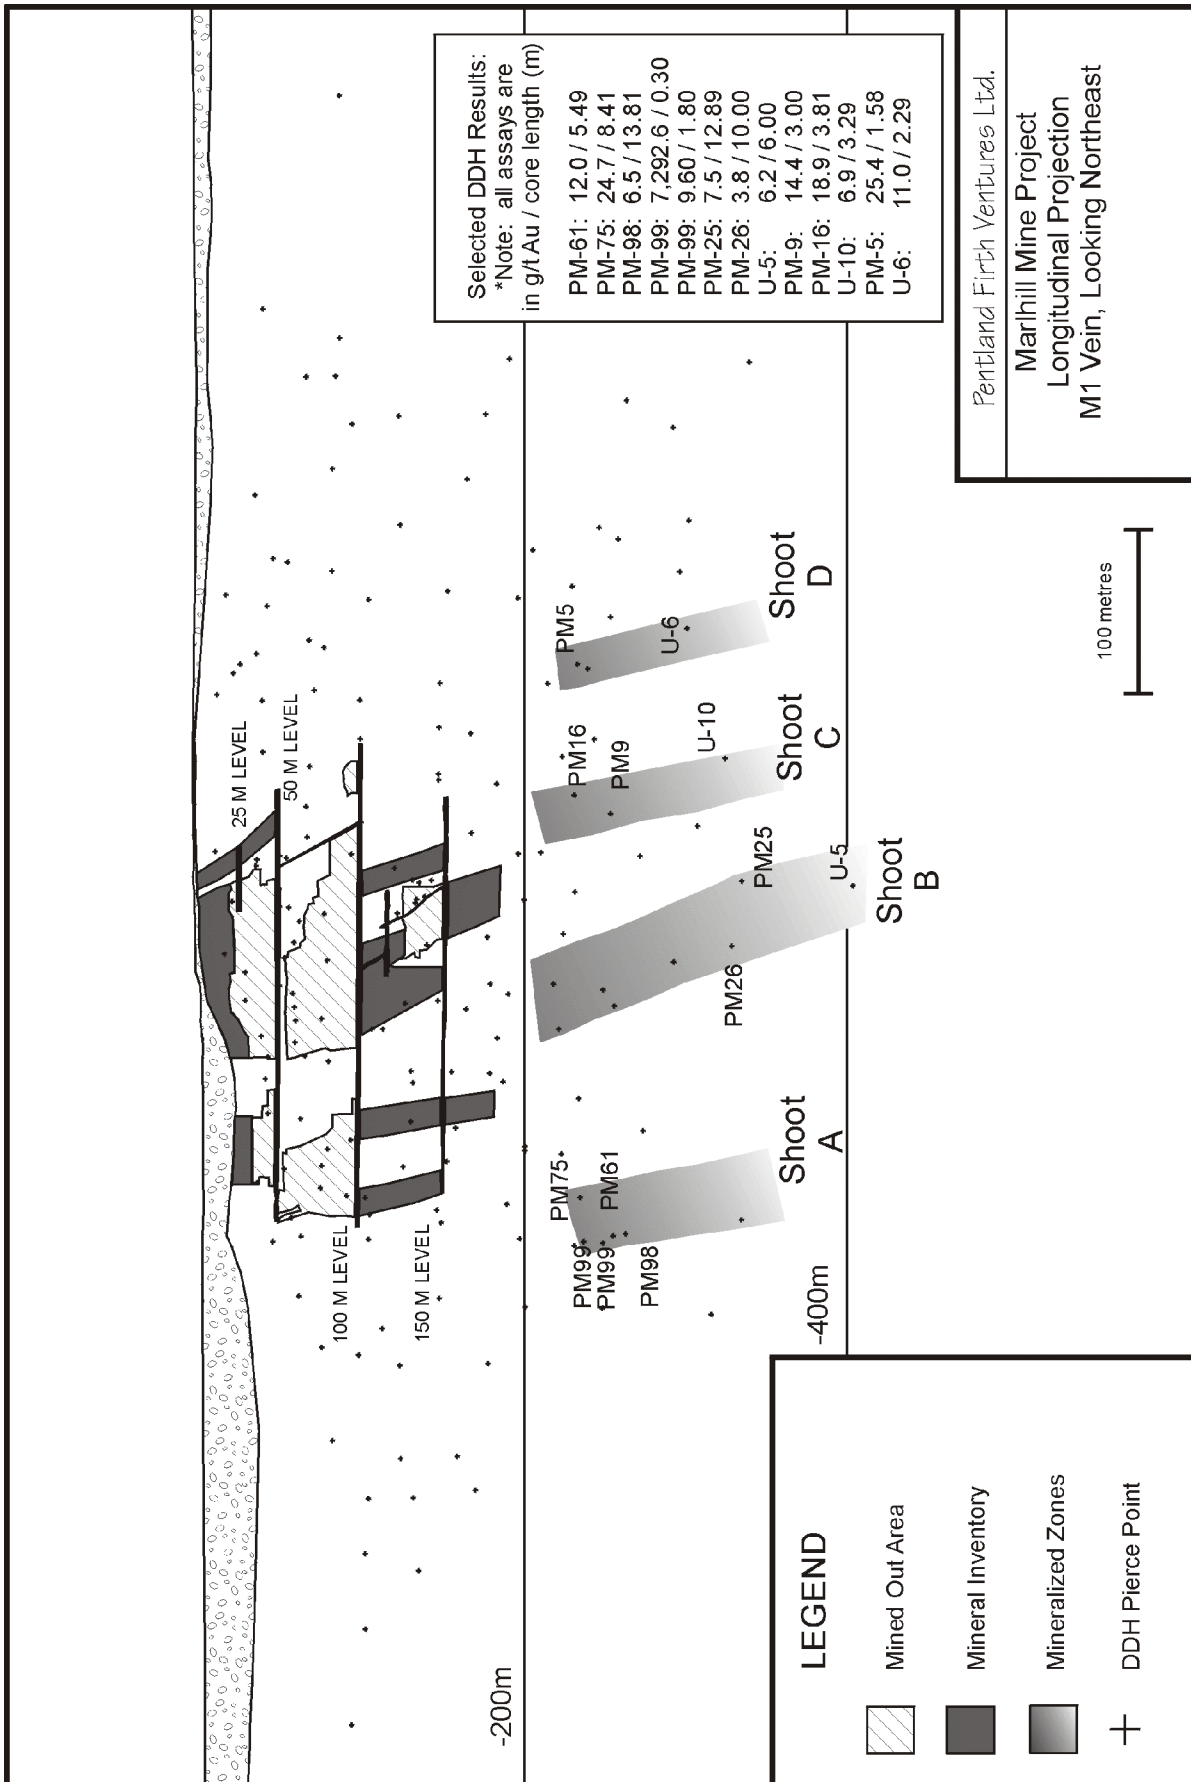 Selected DDH Results:
*Note: all assays are
in g/t Au / core length (m)
PM-61: 12.0 / 5.49
PM-75: 24.7 / 8.41
PM-98: 6.5 / 13.81
PM-99: 7,292.6 / 0.30
PM-99: 9.60 / 1.80
PM-25: 7.5 / 12.89
PM-26: 3.8 / 10.00
U-5: 6.2 / 6.00
PM-9: 14.4 / 3.00
PM-16: 18.9 / 3.81
U-10: 6.9 / 3.29
PM-5: 25.4 / 1.58
U-6: 11.0 / 2.29
25 M LEVEL
50 M LEVEL
100 M LEVEL
150 M LEVEL
-200m
PM75
PM61
PM99
PM99
PM98
Shoot
A
PM26
PM25
U-5
Shoot
B
PM16
PM9
U-10
Shoot
C
PM5
U-6
Shoot
D
-400m
LEGEND
Mined Out Area
Mineral Inventory
Mineralized Zones
DDH Pierce Point
100 metres
Pentland Firth Ventures Ltd.
Marlhill Mine Project
Longitudinal Projection
M1 Vein, Looking Northeast